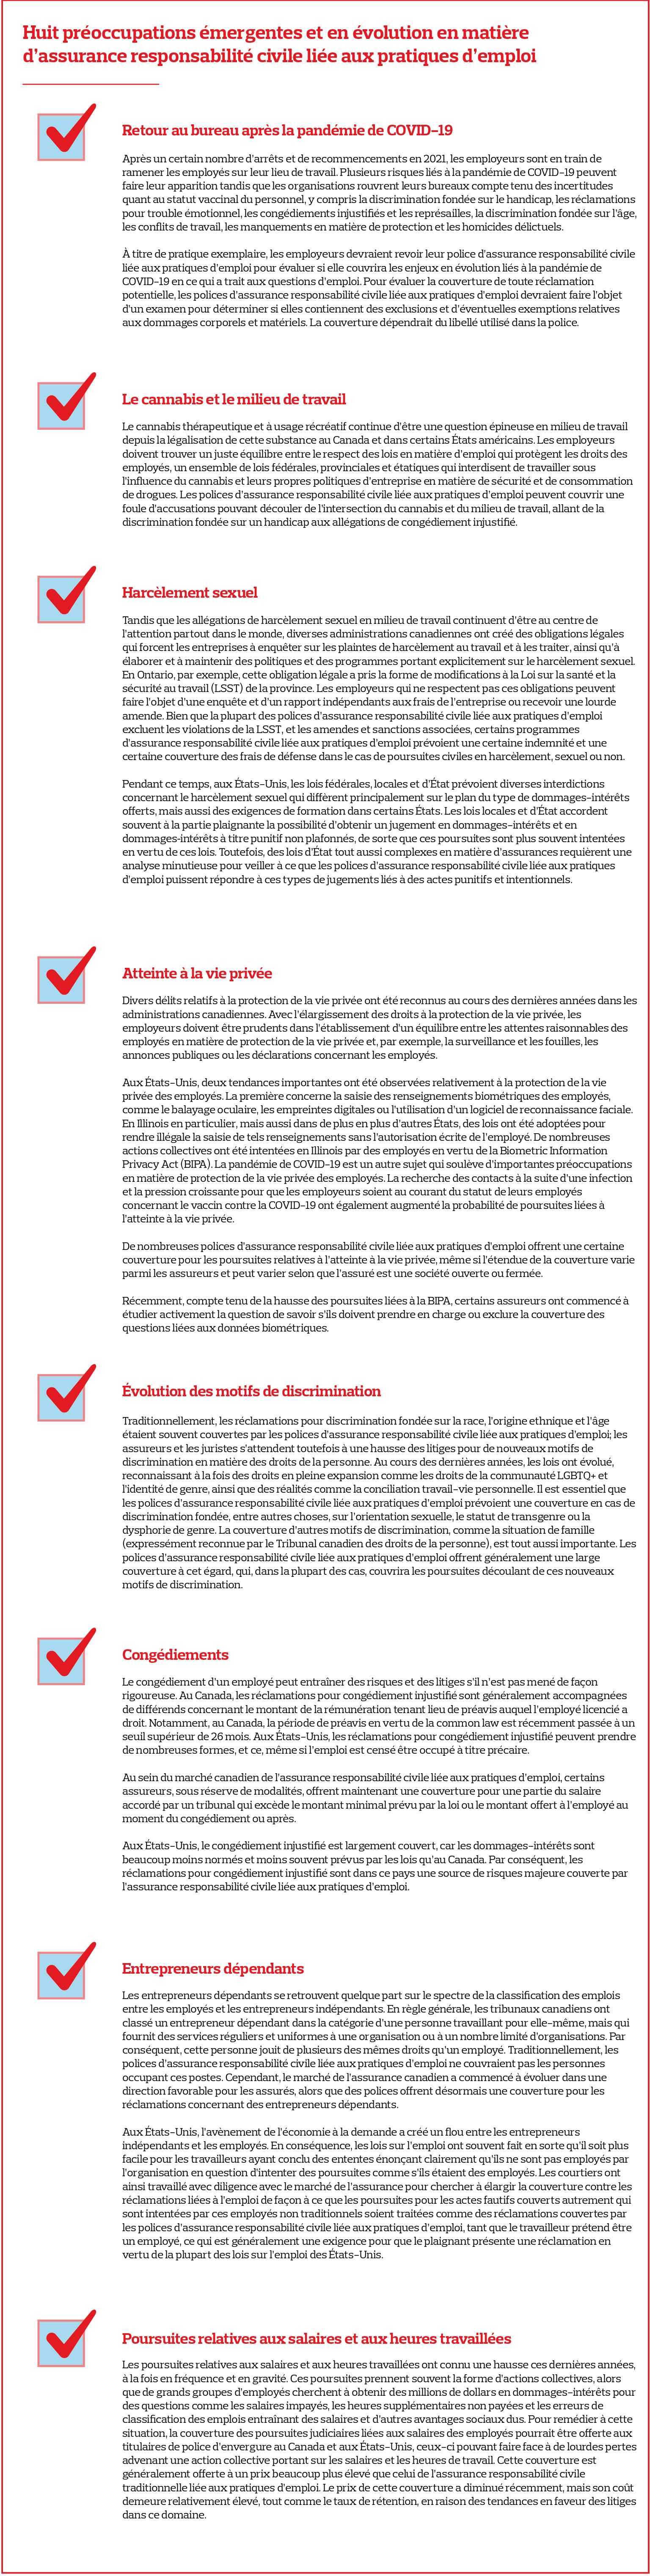 Huit préoccupations émergentes et en évolution en matière
d'assurance responsabilité civile liée aux pratiques d'emploi
Retour au bureau après la pandémie de COVID-19
Après un certain nombre d'arrêts et de recommencements en 2021, les employeurs sont en train de
ramener les employés sur leur lieu de travail. Plusieurs risques liés à la pandémie de COVID-19 peuvent
faire leur apparition tandis que les organisations rouvrent leurs bureaux compte tenu des incertitudes
quant au statut vaccinal du personnel, y compris la discrimination fondée sur le handicap, les réclamations
pour trouble émotionnel, les congédiements injustifiés et les représailles, la discrimination fondée sur l'âge,
les conflits de travail, les manquements en matière de protection et les homicides délictuels.
À titre de pratique exemplaire, les employeurs devraient revoir leur police d'assurance responsabilité civile
liée aux pratiques d'emploi pour évaluer si elle couvrira les enjeux en évolution liés à la pandémie de
COVID-19 en ce qui a trait aux questions d'emploi. Pour évaluer la couverture de toute réclamation
potentielle, les polices d'assurance responsabilité civile liée aux pratiques d'emploi devraient faire l'objet
d'un examen pour déterminer si elles contiennent des exclusions et d'éventuelles exemptions relatives
aux dommages corporels et matériels. La couverture dépendrait du libellé utilisé dans la police.
Le cannabis et le milieu de travail
Le cannabis thérapeutique et à usage récréatif continue d'être une question épineuse en milieu de travail
depuis la légalisation de cette substance au Canada et dans certains États américains. Les employeurs
doivent trouver un juste équilibre entre le respect des lois en matière d'emploi qui protègent les droits des
employés, un ensemble de lois fédérales, provinciales et étatiques qui interdisent de travailler sous
l'influence du cannabis et leurs propres politiques d'entreprise en matière de sécurité et de consommation
de drogues. Les polices d'assurance responsabilité civile liée aux pratiques d'emploi peuvent couvrir une
foule d'accusations pouvant découler de l'intersection du cannabis et du milieu de travail, allant de la
discrimination fondée sur un handicap aux allégations de congédiement injustifié.
Harcèlement sexuel
Tandis que les allégations de harcèlement sexuel en milieu de travail continuent d'être au centre de
l'attention partout dans le monde, diverses administrations canadiennes ont créé des obligations légales
qui forcent les entreprises à enquêter sur les plaintes de harcèlement au travail et à les traiter, ainsi qu'à
élaborer et à maintenir des politiques et des programmes portant explicitement sur le harcèlement sexuel.
En Ontario, par exemple, cette obligation légale a pris la forme de modifications à la Loi sur la santé et la
sécurité au travail (LSST) de la province. Les employeurs qui ne respectent pas ces obligations peuvent
faire l'objet d'une enquête et d'un rapport indépendants aux frais de l'entreprise ou recevoir une lourde
amende. Bien que la plupart des polices d'assurance responsabilité civile liée aux pratiques d'emploi
excluent les violations de la LSST, et les amendes et sanctions associées, certains programmes
d'assurance responsabilité civile liée aux pratiques d'emploi prévoient une certaine indemnité et une
certaine couverture des frais de défense dans le cas de poursuites civiles en harcèlement, sexuel ou non.
Pendant ce temps, aux États-Unis, les lois fédérales, locales et d'État prévoient diverses interdictions
concernant le harcèlement sexuel qui diffèrent principalement sur le plan du type de dommages-intérêts
offerts, mais aussi des exigences de formation dans certains États. Les lois locales et d'État accordent
souvent à la partie plaignante la possibilité d'obtenir un jugement en dommages-intérêts et en
dommages-intérêts à titre punitif non plafonnés, de sorte que ces poursuites sont plus souvent intentées
en vertu de ces lois. Toutefois, des lois d'État tout aussi complexes en matière d'assurances requièrent une
analyse minutieuse pour veiller à ce que les polices d'assurance responsabilité civile liée aux pratiques
d'emploi puissent répondre à ces types de jugements liés à des actes punitifs et intentionnels.
Atteinte à la vie privée
Divers délits relatifs à la protection de la vie privée ont été reconnus au cours des dernières années dans les
administrations canadiennes. Avec l'élargissement des droits à la protection de la vie privée, les
employeurs doivent être prudents dans l'établissement d'un équilibre entre les attentes raisonnables des
employés en matière de protection de la vie privée et, par exemple, la surveillance et les fouilles, les
annonces publiques ou les déclarations concernant les employés.
Aux États-Unis, deux tendances importantes ont été observées relativement à la protection de la vie
privée des employés. La première concerne la saisie des renseignements biométriques des employés,
comme le balayage oculaire, les empreintes digitales ou l'utilisation d'un logiciel de reconnaissance faciale.
En Illinois en particulier, mais aussi dans de plus en plus d'autres États, des lois ont été adoptées pour
rendre illégale la saisie de tels renseignements sans l'autorisation écrite de l'employé. De nombreuses
actions collectives ont été intentées en Illinois par des employés en vertu de la Biometric Information
Privacy Act (BIPA). La pandémie de COVID-19 est un autre sujet qui soulève d'importantes préoccupations
en matière de protection de la vie privée des employés. La recherche des contacts à la suite d'une infection
et la pression croissante pour que les employeurs soient au courant du statut de leurs employés
concernant le vaccin contre la COVID-19 ont également augmenté la probabilité de poursuites liées à
l'atteinte à la vie privée.
De nombreuses polices d'assurance responsabilité civile liée aux pratiques d'emploi offrent une certaine
couverture pour les poursuites relatives à l'atteinte à la vie privée, même si l'étendue de la couverture varie
parmi les assureurs et peut varier selon que l'assuré est une société ouverte ou fermée.
Récemment, compte tenu de la hausse des poursuites liées à la BIPA, certains assureurs ont commencé à
étudier activement la question de savoir s'ils doivent prendre en charge ou exclure la couverture des
questions liées aux données biométriques.
Évolution des motifs de discrimination
Traditionnellement, les réclamations pour discrimination fondée sur la race, l'origine ethnique et l'âge
étaient souvent couvertes par les polices d'assurance responsabilité civile liée aux pratiques d'emploi; les
assureurs et les juristes s'attendent toutefois à une hausse des litiges pour de nouveaux motifs de
discrimination en matière des droits de la personne. Au cours des dernières années, les lois ont évolué,
reconnaissant à la fois des droits en pleine expansion comme les droits de la communauté LGBTQ+ et
l'identité de genre, ainsi que des réalités comme la conciliation travail-vie personnelle. Il est essentiel que
les polices d'assurance responsabilité civile liée aux pratiques d'emploi prévoient une couverture en cas de
discrimination fondée, entre autres choses, sur l'orientation sexuelle, le statut de transgenre ou la
dysphorie de genre. La couverture d'autres motifs de discrimination, comme la situation de famille
(expressément reconnue par le Tribunal canadien des droits de la personne), est tout aussi importante. Les
polices d'assurance responsabilité civile liée aux pratiques d'emploi offrent généralement une large
couverture à cet égard, qui, dans la plupart des cas, couvrira les poursuites découlant de ces nouveaux
motifs de discrimination.
Congédiements
Le congédiement d'un employé peut entraîner des risques et des litiges s'il n'est pas mené de façon
rigoureuse. Au Canada, les réclamations pour congédiement injustifié sont généralement accompagnées
de différends concernant le montant de la rémunération tenant lieu de préavis auquel l'employé licencié a
droit. Notamment, au Canada, la période de préavis en vertu de la common law est récemment passée à un
seuil supérieur de 26 mois. Aux États-Unis, les réclamations pour congédiement injustifié peuvent prendre
de nombreuses formes, et ce, même si l'emploi est censé être occupé à titre précaire.
Au sein du marché canadien de l'assurance responsabilité civile liée aux pratiques d'emploi, certains
assureurs, sous réserve de modalités, offrent maintenant une couverture pour une partie du salaire
accordé par un tribunal qui excède le montant minimal prévu par la loi ou le montant offert à l'employé au
moment du congédiement ou après.
Aux États-Unis, le congédiement injustifié est largement couvert, car les dommages-intérêts sont
beaucoup moins normés et moins souvent prévus par les lois qu'au Canada. Par conséquent, les
réclamations pour congédiement injustifié sont dans ce pays une source de risques majeure couverte par
l'assurance responsabilité civile liée aux pratiques d'emploi.
Entrepreneurs dépendants
Les entrepreneurs dépendants se retrouvent quelque part sur le spectre de la classification des emplois
entre les employés et les entrepreneurs indépendants. En règle générale, les tribunaux canadiens ont
classé un entrepreneur dépendant dans la catégorie d'une personne travaillant pour elle-même, mais qui
fournit des services réguliers et uniformes à une organisation ou à un nombre limité d'organisations. Par
conséquent, cette personne jouit de plusieurs des mêmes droits qu'un employé. Traditionnellement, les
polices d'assurance responsabilité civile liée aux pratiques d'emploi ne couvraient pas les personnes
occupant ces postes. Cependant, le marché de l'assurance canadien a commencé à évoluer dans une
direction favorable pour les assurés, alors que des polices offrent désormais une couverture pour les
réclamations concernant des entrepreneurs dépendants.
Aux États-Unis, l'avènement de l'économie à la demande a créé un flou entre les entrepreneurs
indépendants et les employés. En conséquence, les lois sur l'emploi ont souvent fait en sorte qu'il soit plus
facile pour les travailleurs ayant conclu des ententes énonçant clairement qu'ils ne sont pas employés par
l'organisation en question d'intenter des poursuites comme s'ils étaient des employés. Les courtiers ont
ainsi travaillé avec diligence avec le marché de l'assurance pour chercher à élargir la couverture contre les
réclamations liées à l'emploi de façon à ce que les poursuites pour les actes fautifs couverts autrement qui
sont intentées par ces employés non traditionnels soient traitées comme des réclamations couvertes par
les polices d'assurance responsabilité civile liée aux pratiques d'emploi, tant que le travailleur prétend être
un employé, ce qui est généralement une exigence pour que le plaignant présente une réclamation en
vertu de la plupart des lois sur l'emploi des États-Unis.
Poursuites relatives aux salaires et aux heures travaillées
Les poursuites relatives aux salaires et aux heures travaillées ont connu une hausse ces dernières années,
à la fois en fréquence et en gravité. Ces poursuites prennent souvent la forme d'actions collectives, alors
que de grands groupes d'employés cherchent à obtenir des millions de dollars en dommages-intérêts pour
des questions comme les salaires impayés, les heures supplémentaires non payées et les erreurs de
classification des emplois entraînant des salaires et d'autres avantages sociaux dus. Pour remédier à cette
situation, la couverture des poursuites judiciaires liées aux salaires des employés pourrait être offerte aux
titulaires de police d'envergure au Canada et aux États-Unis, ceux-ci pouvant faire face à de lourdes pertes
advenant une action collective portant sur les salaires et les heures de travail. Cette couverture est
généralement offerte à un prix beaucoup plus élevé que celui de l'assurance responsabilité civile
traditionnelle liée aux pratiques d'emploi. Le prix de cette couverture a diminué récemment, mais son coût
demeure relativement élevé, tout comme le taux de rétention, en raison des tendances en faveur des litiges
dans ce domaine.